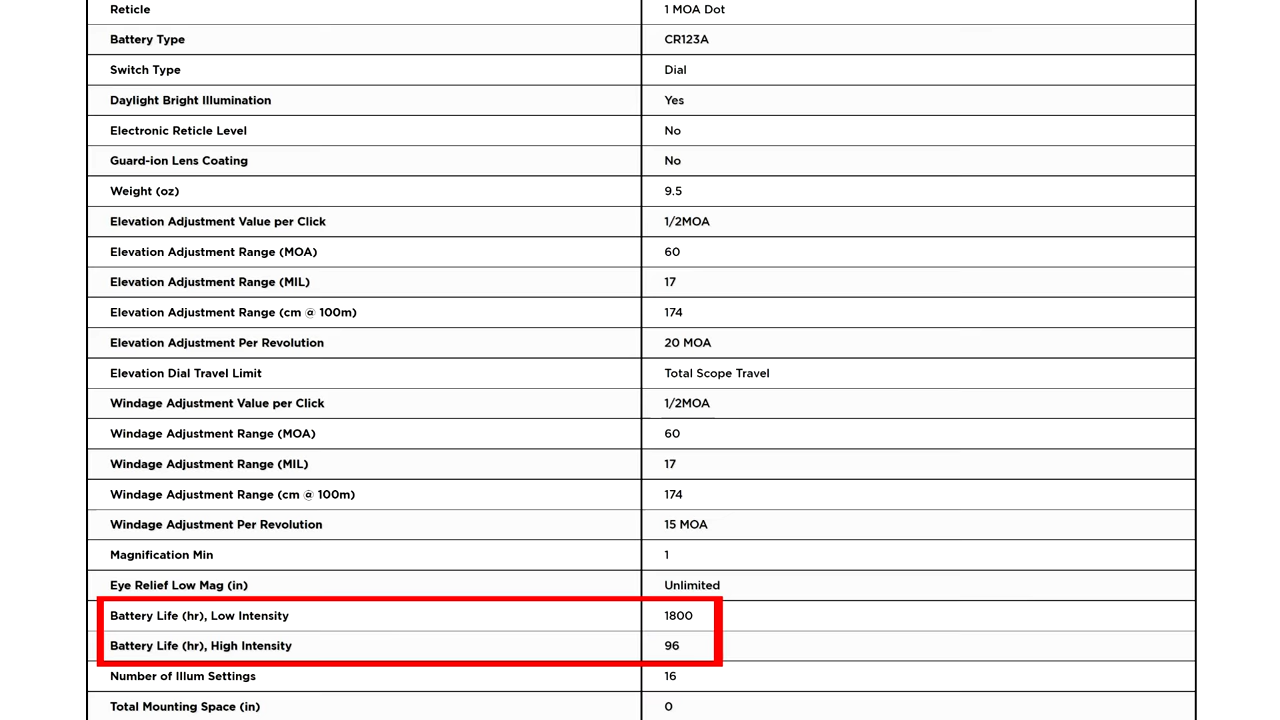 Reticle 1 MOA Dot
Battery Type CR123A
Switch Type Dial
Daylight Bright Illumination Yes
Electronic Reticle Level No
Guard-ion Lens Coating No
Weight (oz) 9.5
Elevation Adjustment Value per Click 1/2MOA
Elevation Adjustment Range (MOA) 60
Elevation Adjustment Range (MIL) 17
Elevation Adjustment Range (cm @ 100m) 174
Elevation Adjustment Per Revolution 20 MOA
Elevation Dial Travel Limit Total Scope Travel
Windage Adjustment Value per Click 1/2MOA
Windage Adjustment Range (MOA) 60
Windage Adjustment Range (MIL) 17
Windage Adjustment Range (cm @ 100m) 174
Windage Adjustment Per Revolution 15 MOA
Magnification Min 1
Eye Relief Low Mag (in) Unlimited
Battery Life (hr), Low Intensity 1800
Battery Life (hr), High Intensity 96
Number of Illum Settings 16
Total Mounting Space (in) 0